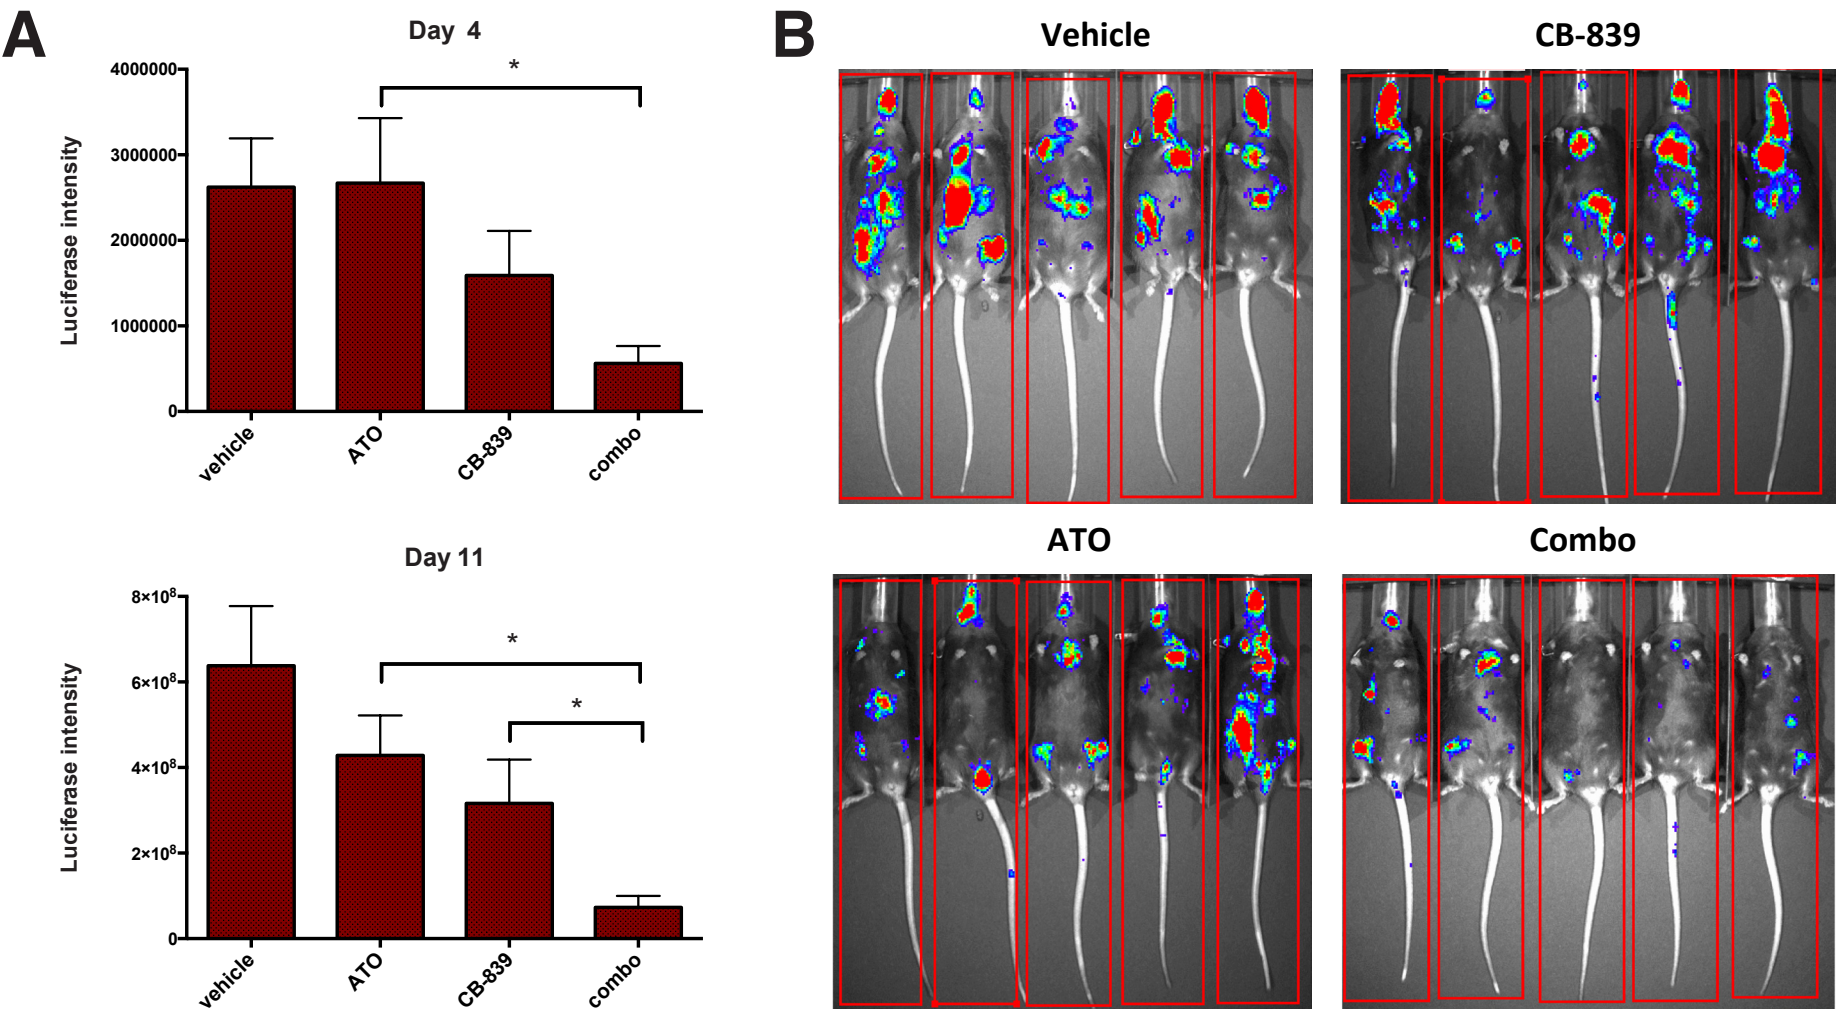 A
Day 4
*
4000000
3000000
2000000
1000000
0
Luciferase intensity
vehicle
ATO
CB-839
combo
Day 11
*
*
8×10⁸
6×10⁸
4×10⁸
2×10⁸
0
Luciferase intensity
vehicle
ATO
CB-839
combo
B
Vehicle
CB-839
ATO
Combo